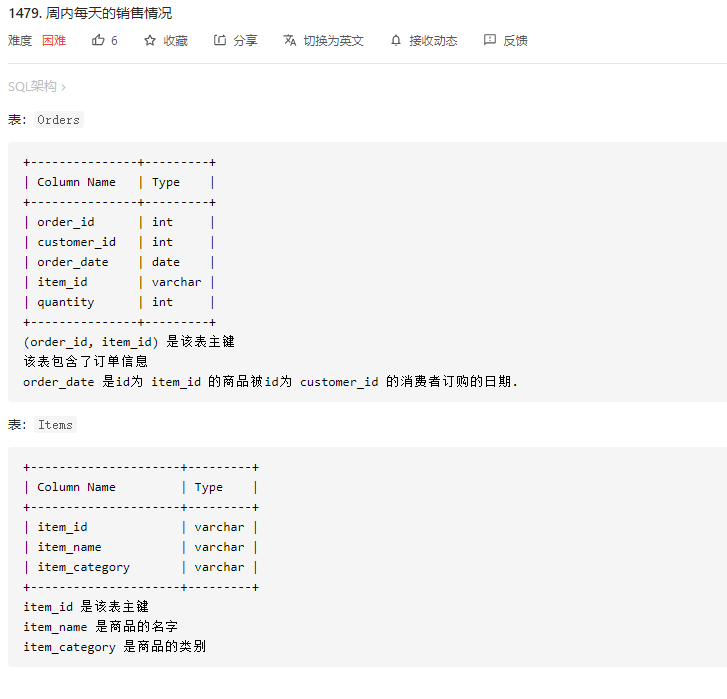 1479. 周内每天的销售情况
难度 困难 6 收藏 分享 切换为英文 接收动态 反馈
SQL架构 ›
表: Orders
+---------------+---------+
| Column Name   | Type    |
+---------------+---------+
| order_id      | int     |
| customer_id   | int     |
| order_date    | date    |
| item_id       | varchar |
| quantity      | int     |
+---------------+---------+
(order_id, item_id) 是该表主键
该表包含了订单信息
order_date 是id为 item_id 的商品被id为 customer_id 的消费者订购的日期.
表: Items
+---------------------+---------+
| Column Name         | Type    |
+---------------------+---------+
| item_id             | varchar |
| item_name           | varchar |
| item_category       | varchar |
+---------------------+---------+
item_id 是该表主键
item_name 是商品的名字
item_category 是商品的类别